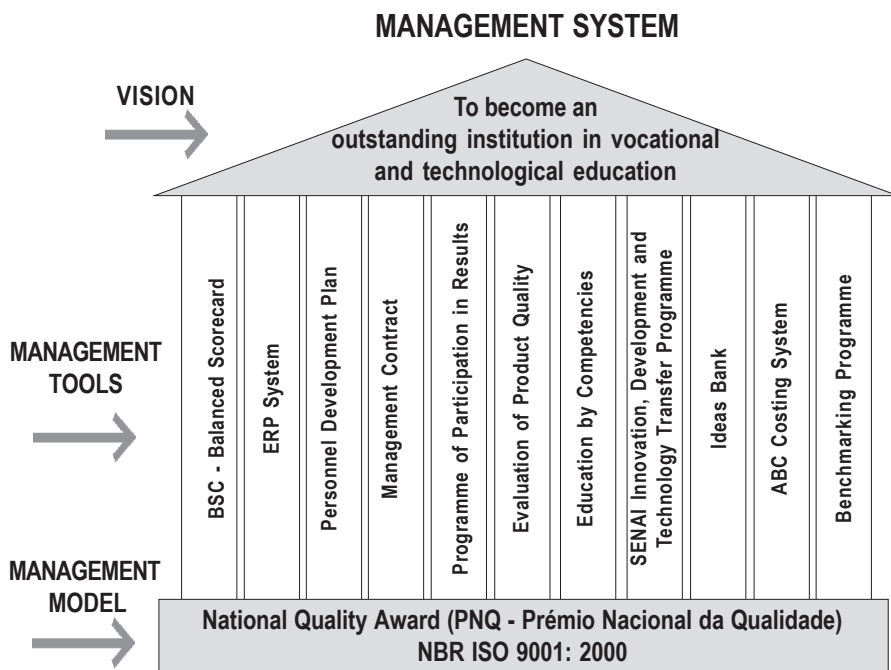 MANAGEMENT SYSTEM
VISION
To become an
outstanding institution in vocational
and technological education
MANAGEMENT
TOOLS
BSC - Balanced Scorecard
ERP System
Personnel Development Plan
Management Contract
Programme of Participation in Results
Evaluation of Product Quality
Education by Competencies
SENAI Innovation, Development and
Technology Transfer Programme
Ideas Bank
ABC Costing System
Benchmarking Programme
MANAGEMENT
MODEL
National Quality Award (PNQ - Prémio Nacional da Qualidade)
NBR ISO 9001: 2000